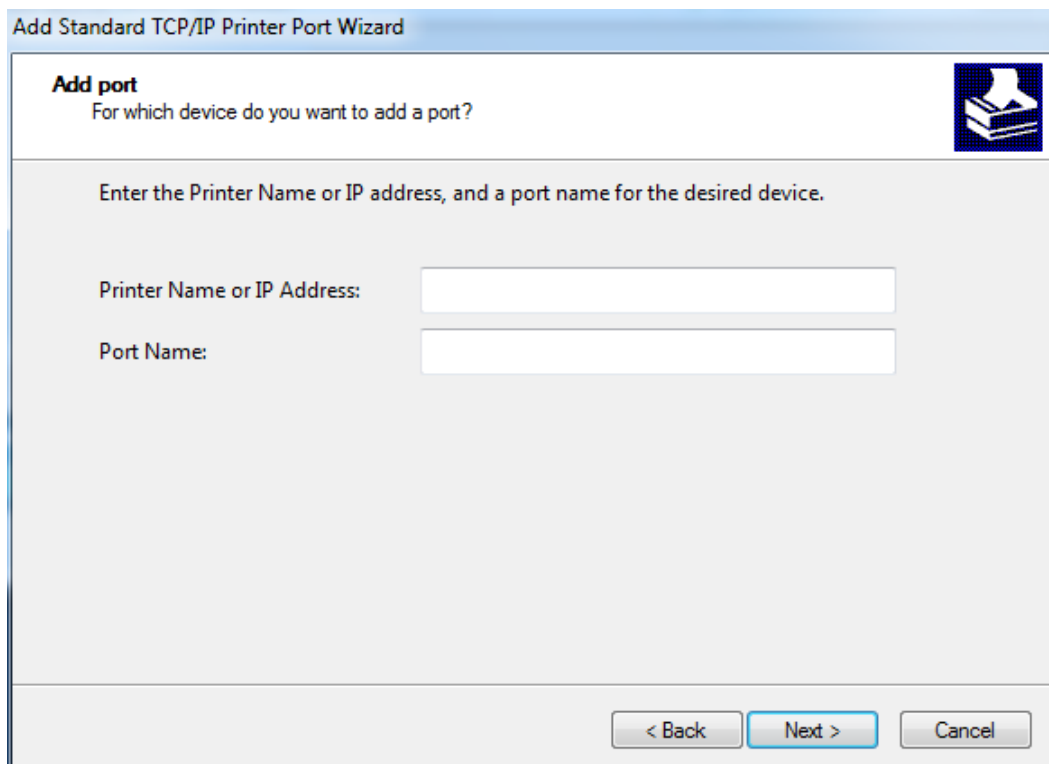 Add Standard TCP/IP Printer Port Wizard
Add port
For which device do you want to add a port?
Enter the Printer Name or IP address, and a port name for the desired device.
Printer Name or IP Address:
Port Name:
< Back
Next >
Cancel